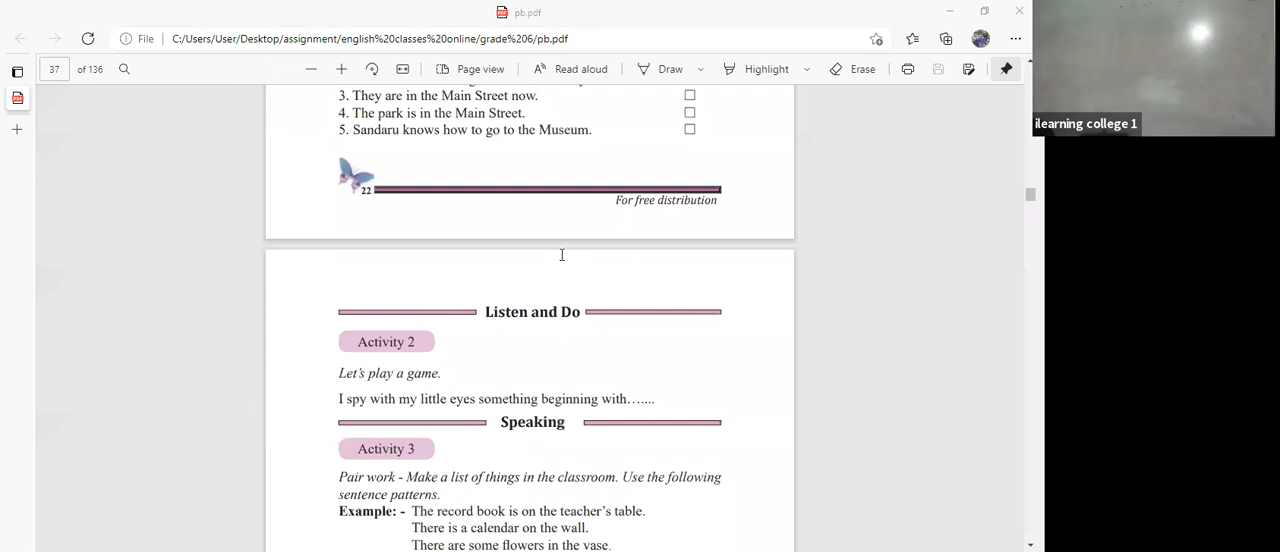 pb.pdf
File C:/Users/User/Desktop/assignment/english%20classes%20online/grade%206/pb.pdf
37 of 136 Page view Read aloud Draw Highlight Erase
ilearning college 1
3. They are in the Main Street now.
4. The park is in the Main Street.
5. Sandaru knows how to go to the Museum.
22
For free distribution
Listen and Do
Activity 2
Let's play a game.
I spy with my little eyes something beginning with…....
Speaking
Activity 3
Pair work - Make a list of things in the classroom. Use the following
sentence patterns.
Example: - The record book is on the teacher's table.
There is a calendar on the wall.
There are some flowers in the vase.